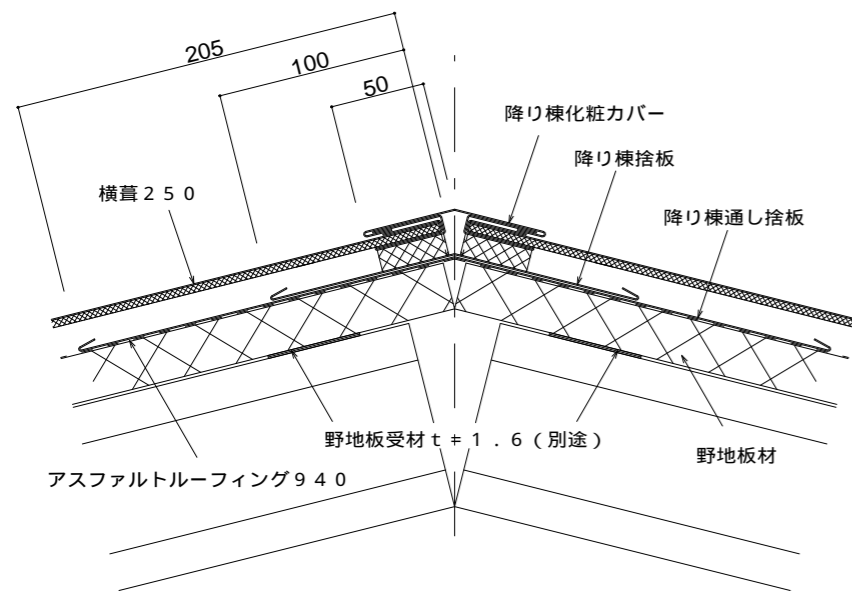 205
100
50
降り棟化粧カバー
降り棟捨板
横葺２５０
降り棟通し捨板
野地板受材ｔ＝１．６（別途）
野地板材
アスファルトルーフィング９４０